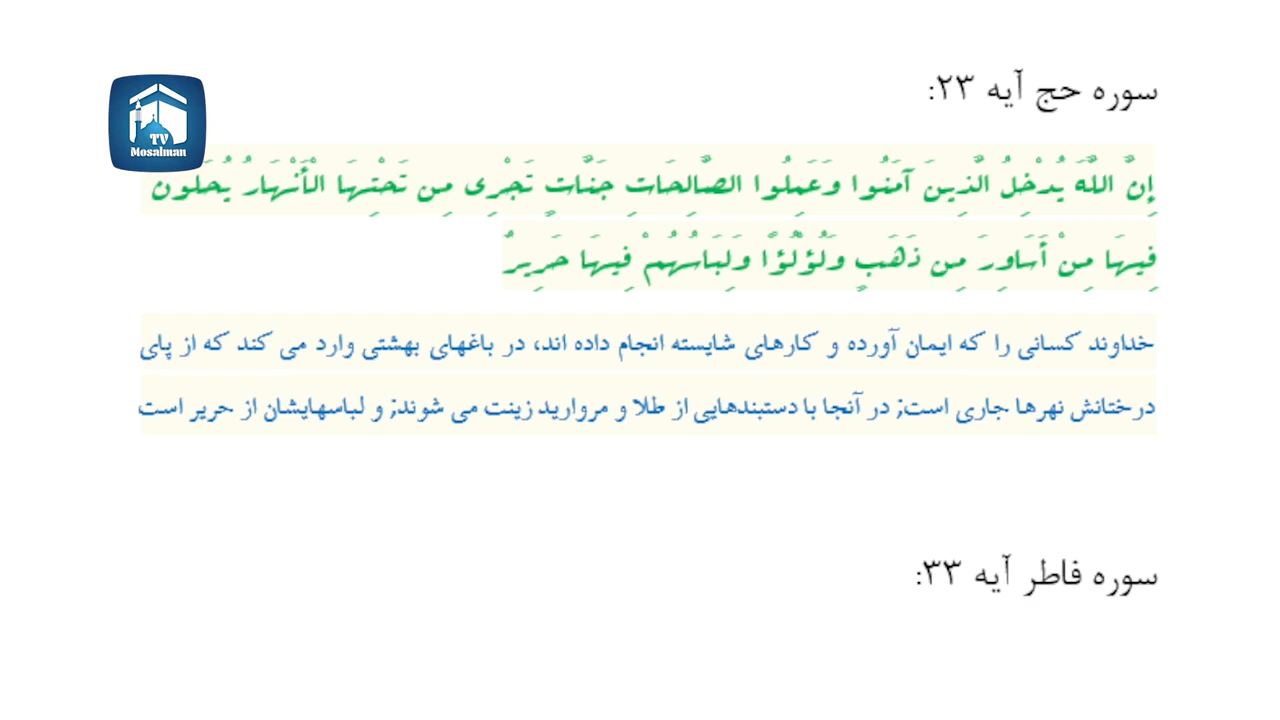 سوره حج آیه ۲۳:
TV
Mosalman
إِنَّ اللَّهَ يُدْخِلُ الَّذِينَ آمَنُوا وَعَمِلُوا الصَّالِحَاتِ جَنَّاتٍ تَجْرِى مِن تَحْتِهَا الْأَنْهَارُ يُحَلَّوْنَ
فِيهَا مِنْ أَسَاوِرَ مِن ذَهَبٍ وَلُؤْلُؤًا وَلِبَاسُهُمْ فِيهَا حَرِيرٌ
خداوند کسانی را که ایمان آورده و کارهای شایسته انجام داده اند، در باغهای بهشتی وارد می کند که از پای
درختانش نهرها جاری است; در آنجا با دستبندهایی از طلا و مروارید زینت می شوند; و لباسهایشان از حریر است
سوره فاطر آیه ۳۳: